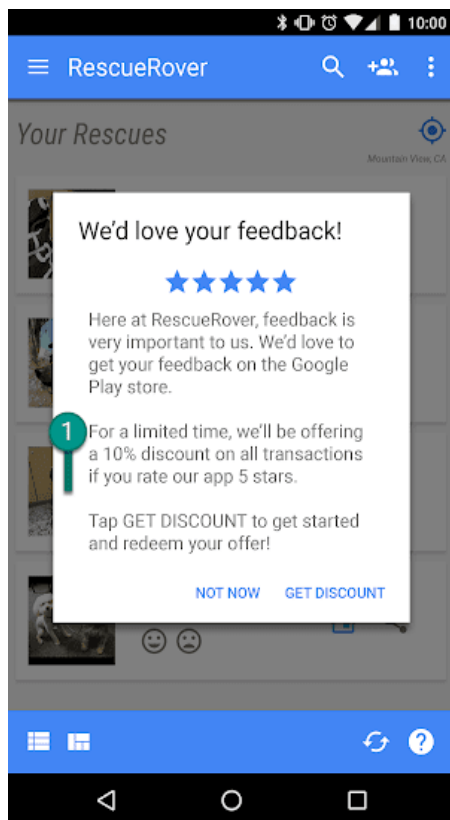 10:00
RescueRover
Your Rescues
Mountain View, CA
We'd love your feedback!
Here at RescueRover, feedback is
very important to us. We'd love to
get your feedback on the Google
Play store.
1
For a limited time, we'll be offering
a 10% discount on all transactions
if you rate our app 5 stars.
Tap GET DISCOUNT to get started
and redeem your offer!
NOT NOW GET DISCOUNT